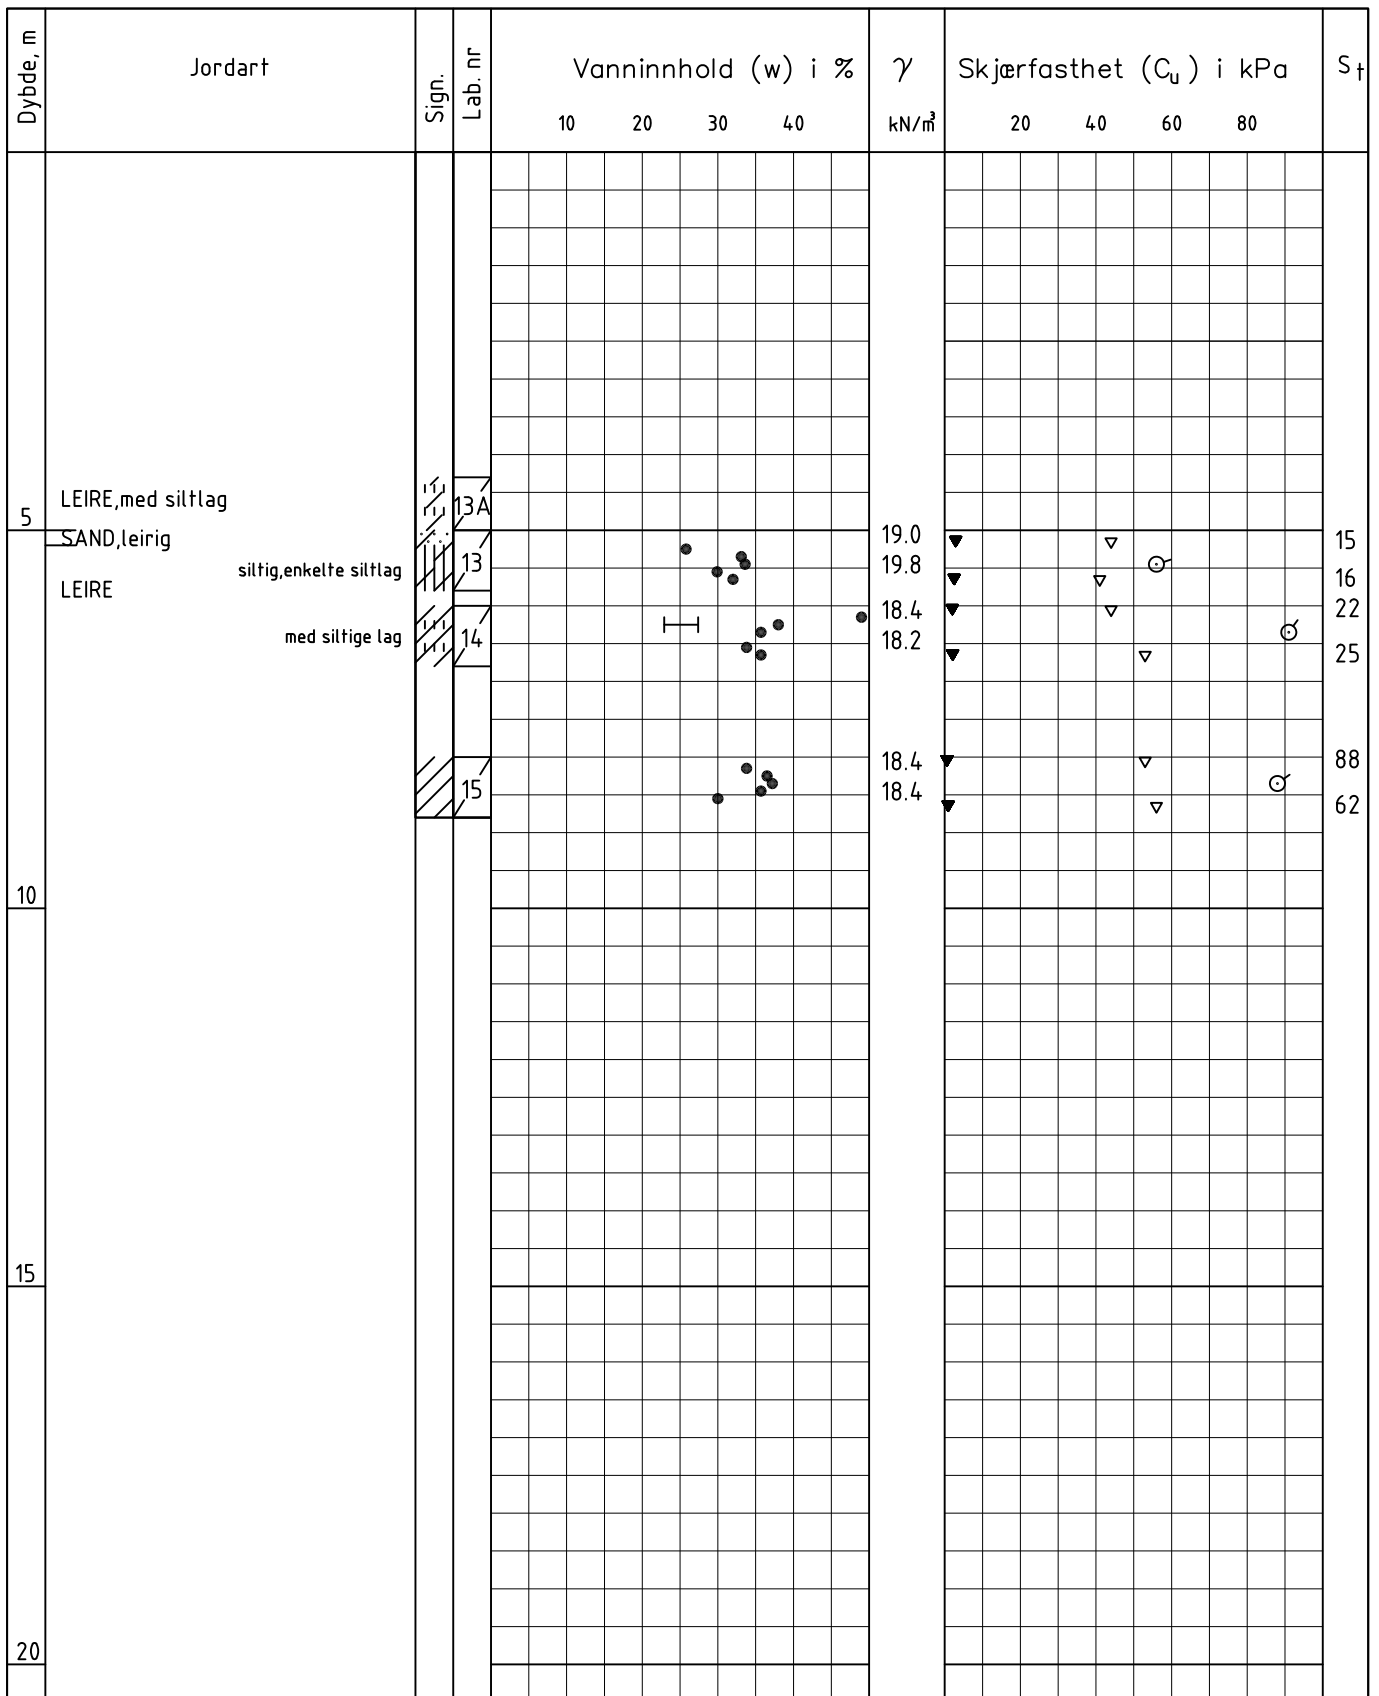 Dybde, m
Jordart
Sign.
Lab. nr
Vanninnhold (w) i %
10 20 30 40
γ
kN/m³
Skjærfasthet (Cu) i kPa
20 40 60 80
St
LEIRE,med siltlag
13A
5
SAND,leirig
19.0
15
siltig,enkelte siltlag
13
19.8
16
LEIRE
18.4
22
med siltige lag
14
18.2
25
18.4
88
15
18.4
62
10
15
20